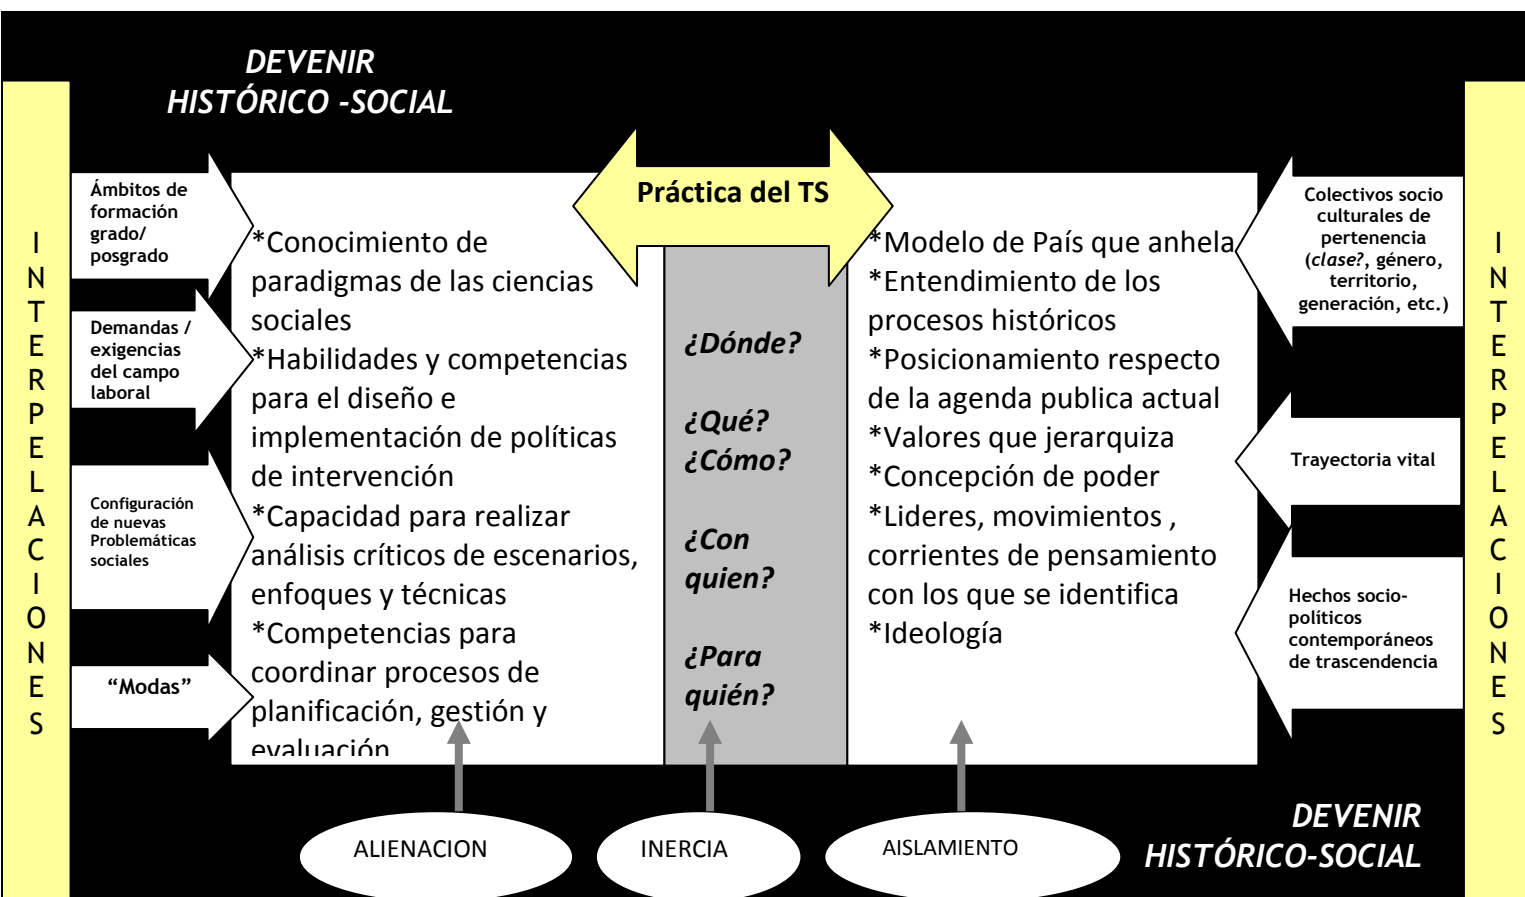 DEVENIR
HISTÓRICO -SOCIAL
INTERPELACIONES
Ámbitos de
formación
grado/
posgrado
Demandas /
exigencias
del campo
laboral
Configuración
de nuevas
Problemáticas
sociales
“Modas”
*Conocimiento de
paradigmas de las ciencias
sociales
*Habilidades y competencias
para el diseño e
implementación de políticas
de intervención
*Capacidad para realizar
análisis críticos de escenarios,
enfoques y técnicas
*Competencias para
coordinar procesos de
planificación, gestión y
evaluación
Práctica del TS
¿Dónde?
¿Qué?
¿Cómo?
¿Con
quien?
¿Para
quién?
*Modelo de País que anhela
*Entendimiento de los
procesos históricos
*Posicionamiento respecto
de la agenda publica actual
*Valores que jerarquiza
*Concepción de poder
*Lideres, movimientos ,
corrientes de pensamiento
con los que se identifica
*Ideología
Colectivos socio
culturales de
pertenencia
(clase?, género,
territorio,
generación, etc.)
Trayectoria vital
Hechos socio-
políticos
contemporáneos
de trascendencia
INTERPELACIONES
ALIENACION
INERCIA
AISLAMIENTO
DEVENIR
HISTÓRICO-SOCIAL